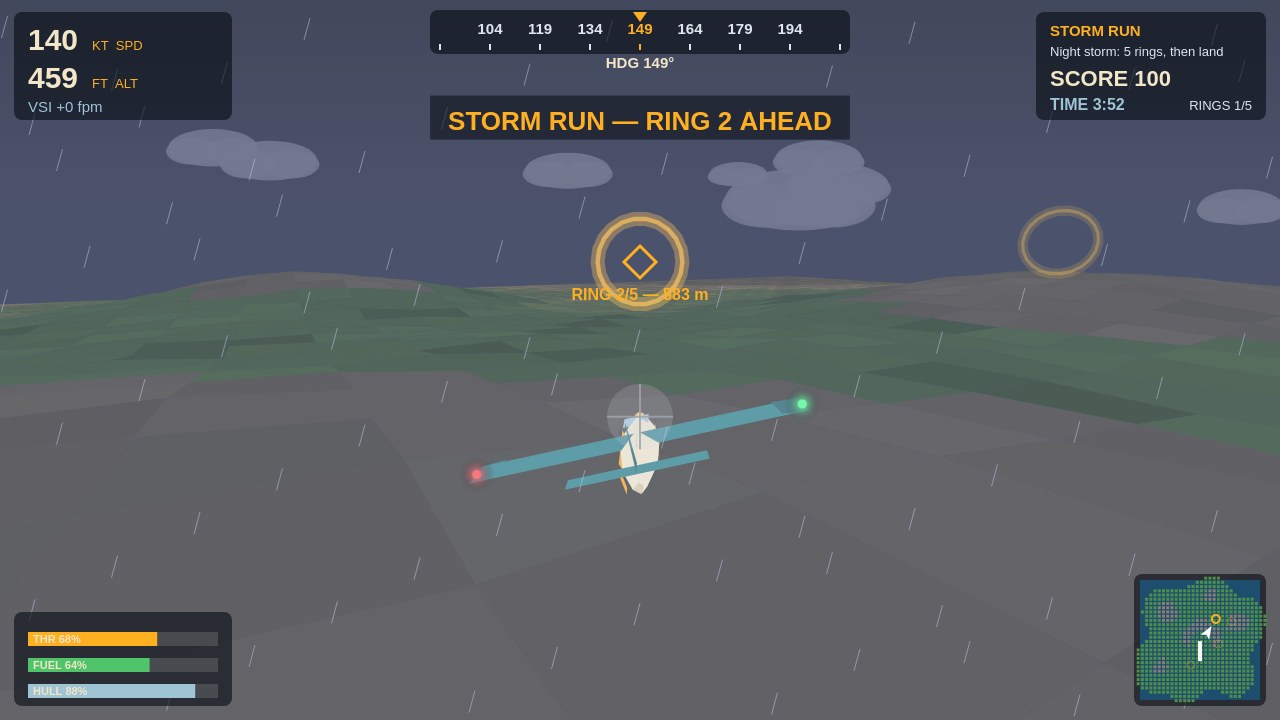 140 KT SPD
459 FT ALT
VSI +0 fpm
104 119 134 149 164 179 194
HDG 149°
STORM RUN — RING 2 AHEAD
STORM RUN
Night storm: 5 rings, then land
SCORE 100
TIME 3:52 RINGS 1/5
RING 2/5 — 583 m
THR 68%
FUEL 64%
HULL 88%